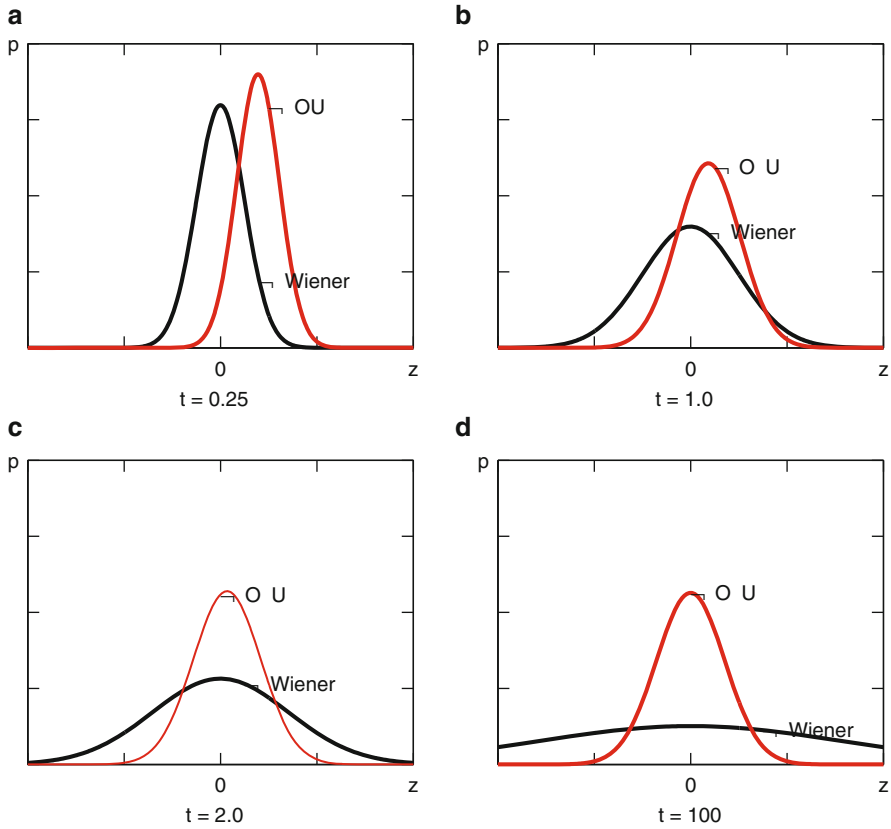 a
p
OU
Wiener
0
z
t = 0.25
b
p
O U
Wiener
0
z
t = 1.0
c
p
O U
Wiener
0
z
t = 2.0
d
p
O U
Wiener
0
z
t = 100